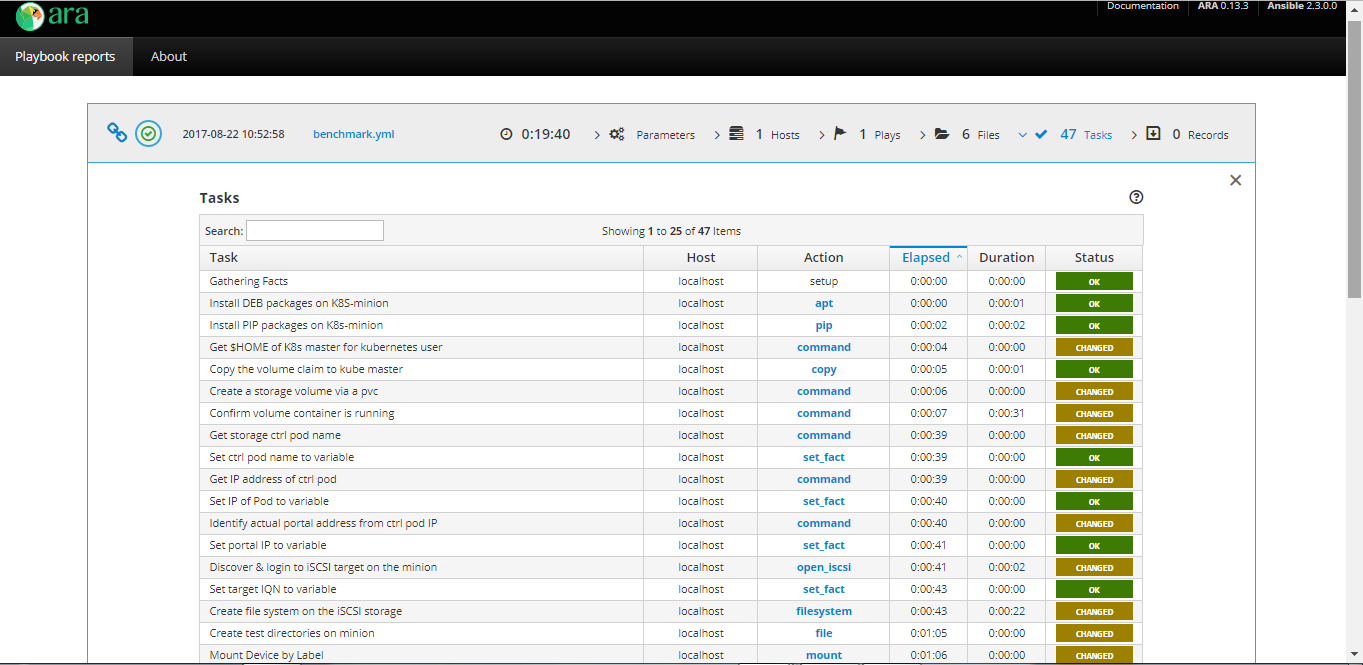 ara
Documentation ARA 0.13.3 Ansible 2.3.0.0
Playbook reports About
2017-08-22 10:52:58 benchmark.yml 0:19:40 Parameters 1 Hosts 1 Plays 6 Files 47 Tasks 0 Records
Tasks
Search: Showing 1 to 25 of 47 Items
Task Host Action Elapsed Duration Status
Gathering Facts localhost setup 0:00:00 0:00:00 OK
Install DEB packages on K8S-minion localhost apt 0:00:00 0:00:01 OK
Install PIP packages on K8s-minion localhost pip 0:00:02 0:00:02 OK
Get $HOME of K8s master for kubernetes user localhost command 0:00:04 0:00:00 CHANGED
Copy the volume claim to kube master localhost copy 0:00:05 0:00:01 OK
Create a storage volume via a pvc localhost command 0:00:06 0:00:00 CHANGED
Confirm volume container is running localhost command 0:00:07 0:00:31 CHANGED
Get storage ctrl pod name localhost command 0:00:39 0:00:00 CHANGED
Set ctrl pod name to variable localhost set_fact 0:00:39 0:00:00 OK
Get IP address of ctrl pod localhost command 0:00:39 0:00:00 CHANGED
Set IP of Pod to variable localhost set_fact 0:00:40 0:00:00 OK
Identify actual portal address from ctrl pod IP localhost command 0:00:40 0:00:00 CHANGED
Set portal IP to variable localhost set_fact 0:00:41 0:00:00 OK
Discover & login to iSCSI target on the minion localhost open_iscsi 0:00:41 0:00:02 CHANGED
Set target IQN to variable localhost set_fact 0:00:43 0:00:00 OK
Create file system on the iSCSI storage localhost filesystem 0:00:43 0:00:22 CHANGED
Create test directories on minion localhost file 0:01:05 0:00:00 CHANGED
Mount Device by Label localhost mount 0:01:06 0:00:00 CHANGED